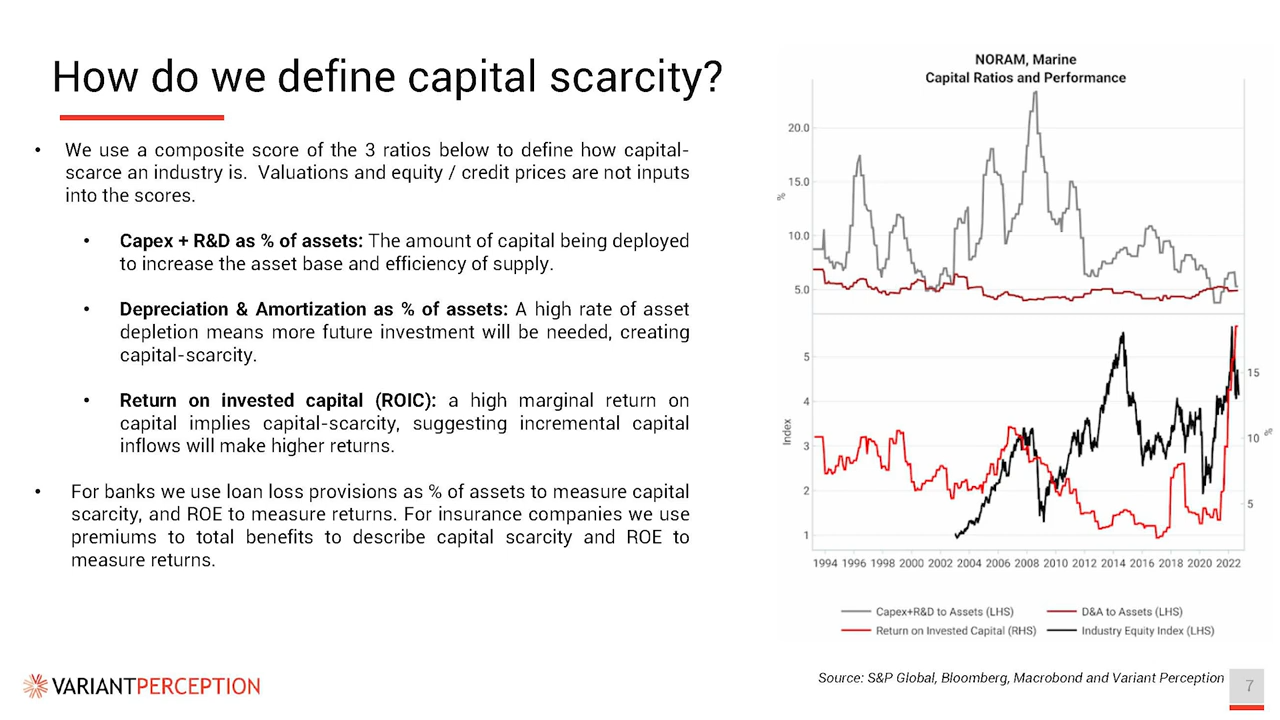 How do we define capital scarcity?
• We use a composite score of the 3 ratios below to define how capital-
scarce an industry is. Valuations and equity / credit prices are not inputs
into the scores.
• Capex + R&D as % of assets: The amount of capital being deployed
to increase the asset base and efficiency of supply.
• Depreciation & Amortization as % of assets: A high rate of asset
depletion means more future investment will be needed, creating
capital-scarcity.
• Return on invested capital (ROIC): a high marginal return on
capital implies capital-scarcity, suggesting incremental capital
inflows will make higher returns.
• For banks we use loan loss provisions as % of assets to measure capital
scarcity, and ROE to measure returns. For insurance companies we use
premiums to total benefits to describe capital scarcity and ROE to
measure returns.
NORAM, Marine
Capital Ratios and Performance
20.0
15.0
%
10.0
5.0
5
4
3
2
1
Index
15
10
5
%
1994 1996 1998 2000 2002 2004 2006 2008 2010 2012 2014 2016 2018 2020 2022
Capex+R&D to Assets (LHS)
D&A to Assets (LHS)
Return on Invested Capital (RHS)
Industry Equity Index (LHS)
VARIANTPERCEPTION
Source: S&P Global, Bloomberg, Macrobond and Variant Perception
7